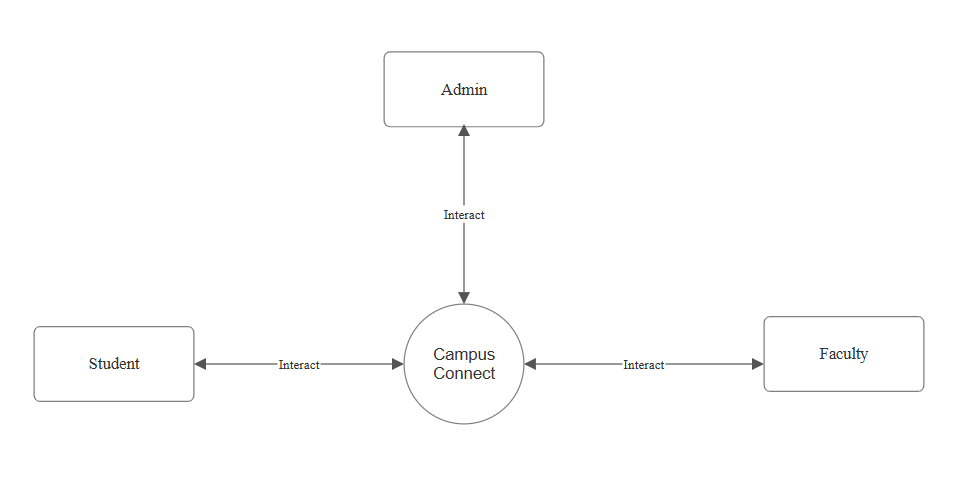 Admin
Interact
Student
Interact
Campus
Connect
Interact
Faculty